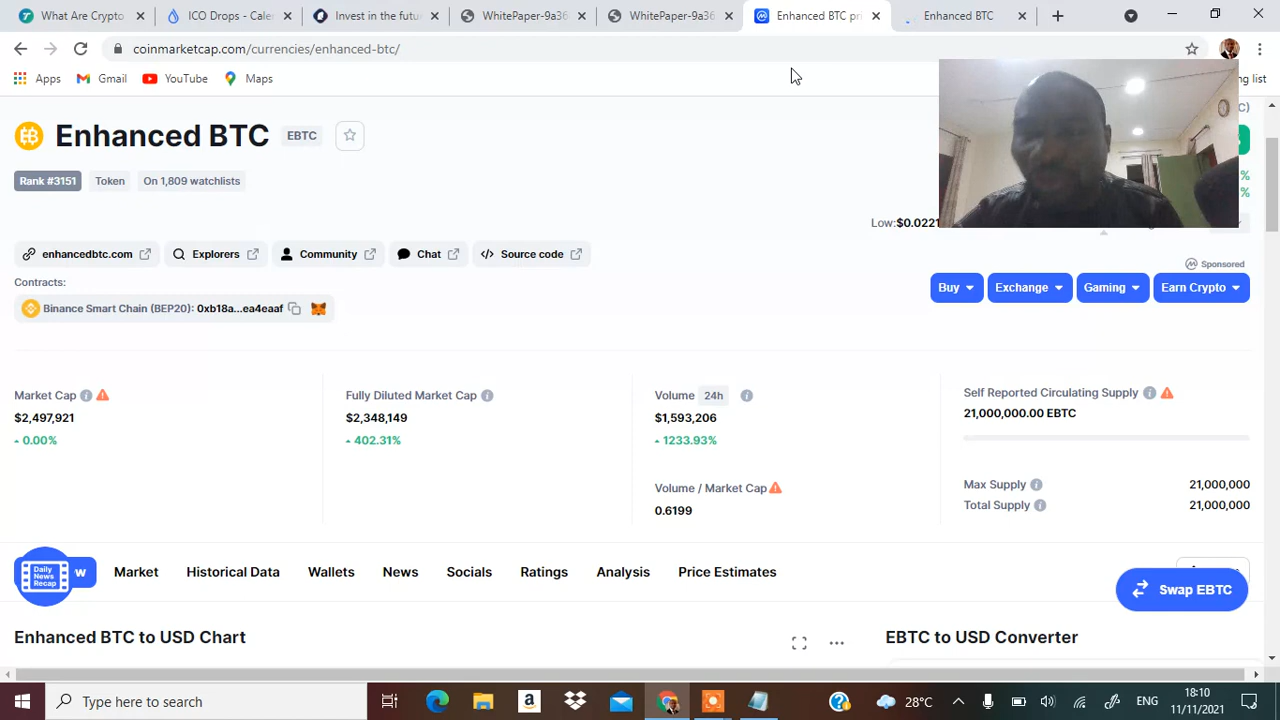 What Are Crypto
ICO Drops - Caler
Invest in the futu
WhitePaper-9a36
WhitePaper-9a36
Enhanced BTC pri
Enhanced BTC
coinmarketcap.com/currencies/enhanced-btc/
Apps
Gmail
YouTube
Maps
ng list
Enhanced BTC
EBTC
C)
Rank #3151
Token
On 1,809 watchlists
%
%
Low:$0.0221
enhancedbtc.com
Explorers
Community
Chat
Source code
Sponsored
Contracts:
Buy
Exchange
Gaming
Earn Crypto
Binance Smart Chain (BEP20): 0xb18a...ea4eaaf
Market Cap
$2,497,921
0.00%
Fully Diluted Market Cap
$2,348,149
402.31%
Volume 24h
$1,593,206
1233.93%
Volume / Market Cap
0.6199
Self Reported Circulating Supply
21,000,000.00 EBTC
Max Supply 21,000,000
Total Supply 21,000,000
Daily
News
Recap
w
Market
Historical Data
Wallets
News
Socials
Ratings
Analysis
Price Estimates
Swap EBTC
Enhanced BTC to USD Chart
EBTC to USD Converter
Type here to search
28°C
ENG
18:10
11/11/2021